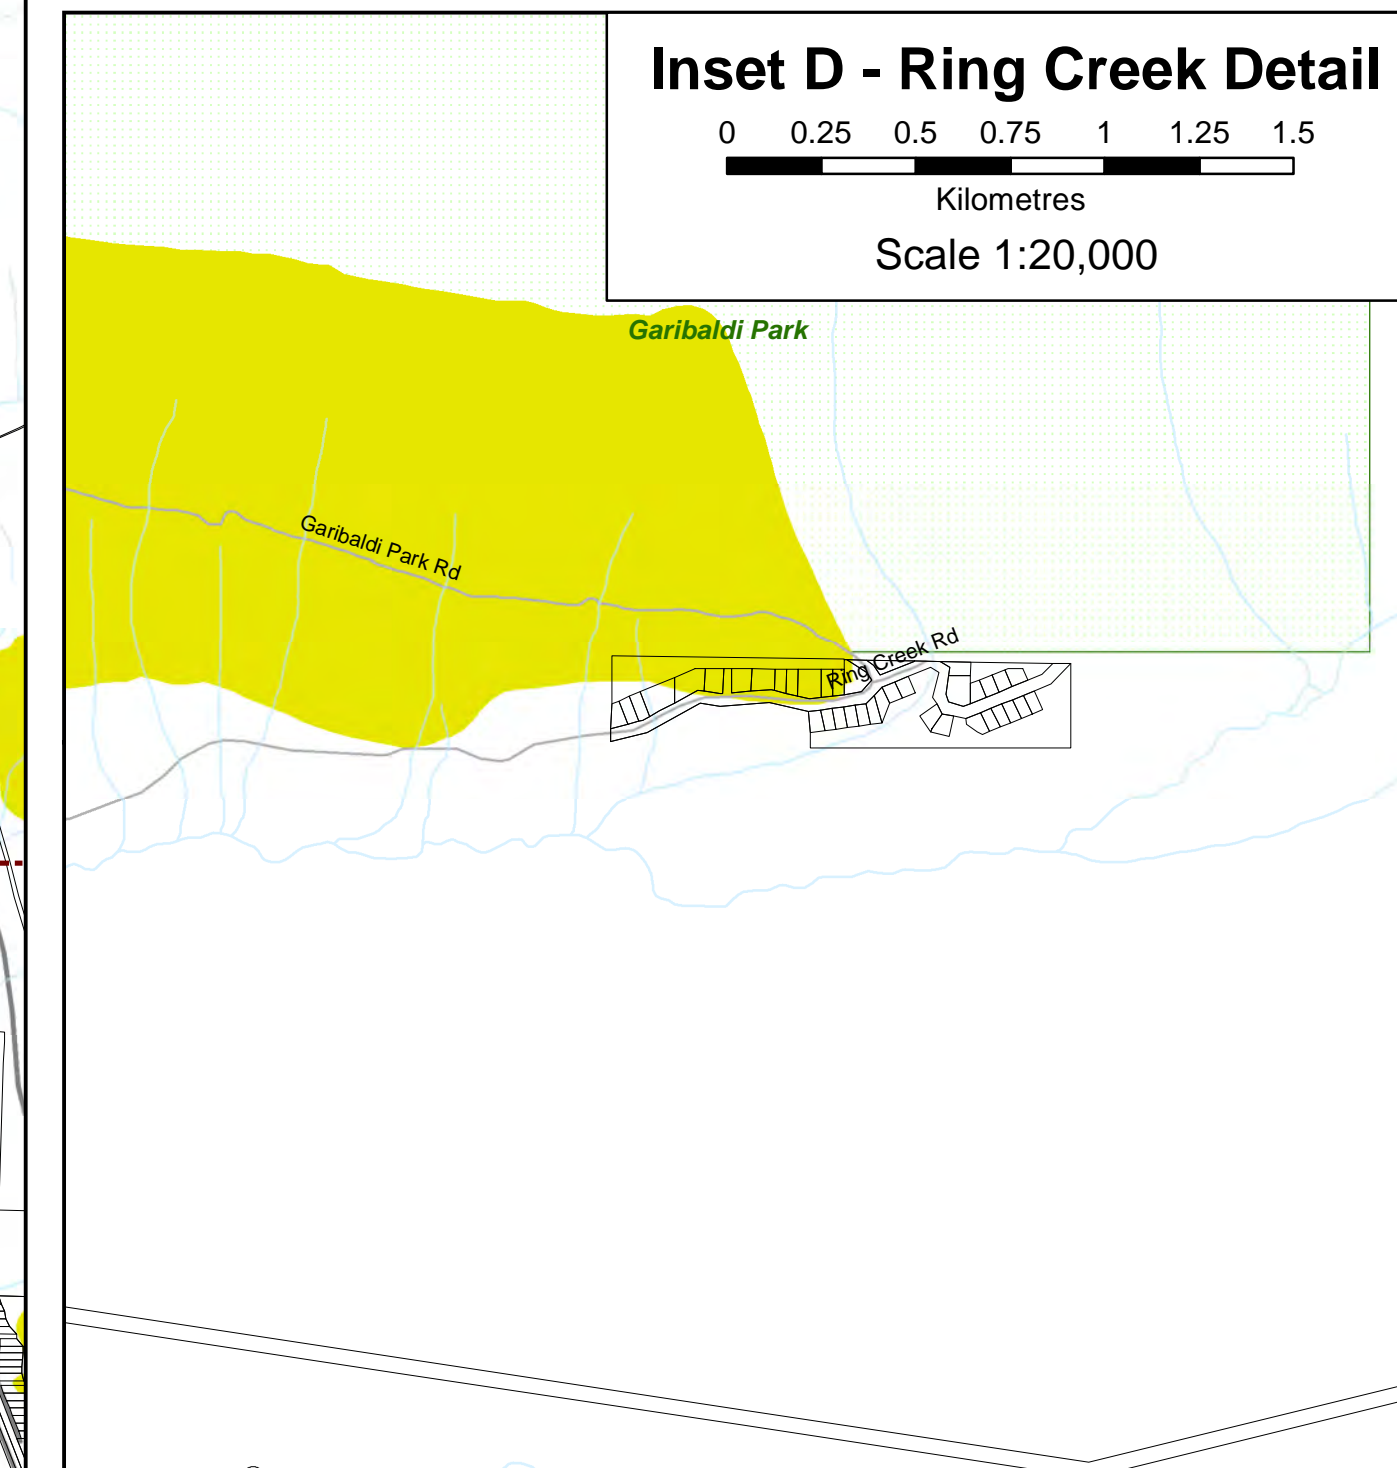 Inset D - Ring Creek Detail
0 0.25 0.5 0.75 1 1.25 1.5
Kilometres
Scale 1:20,000
Garibaldi Park
Garibaldi Park Rd
Ring Creek Rd